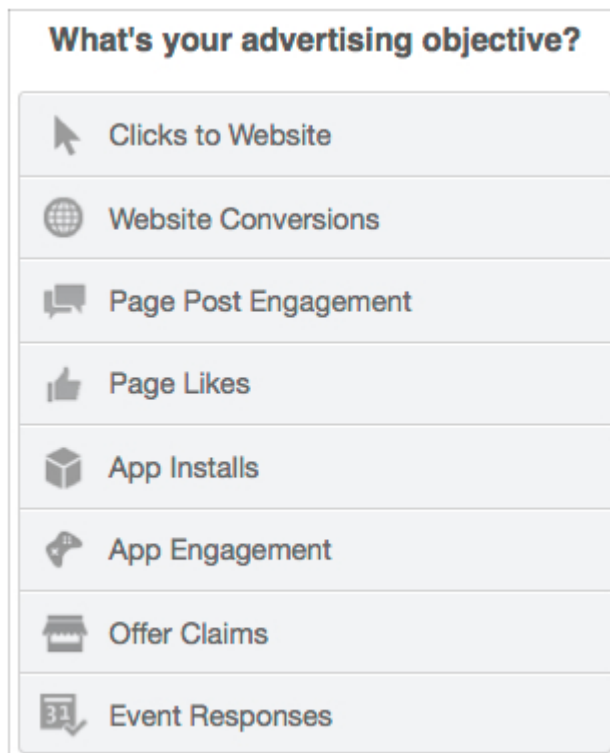 What's your advertising objective?
Clicks to Website
Website Conversions
Page Post Engagement
Page Likes
App Installs
App Engagement
Offer Claims
31
Event Responses